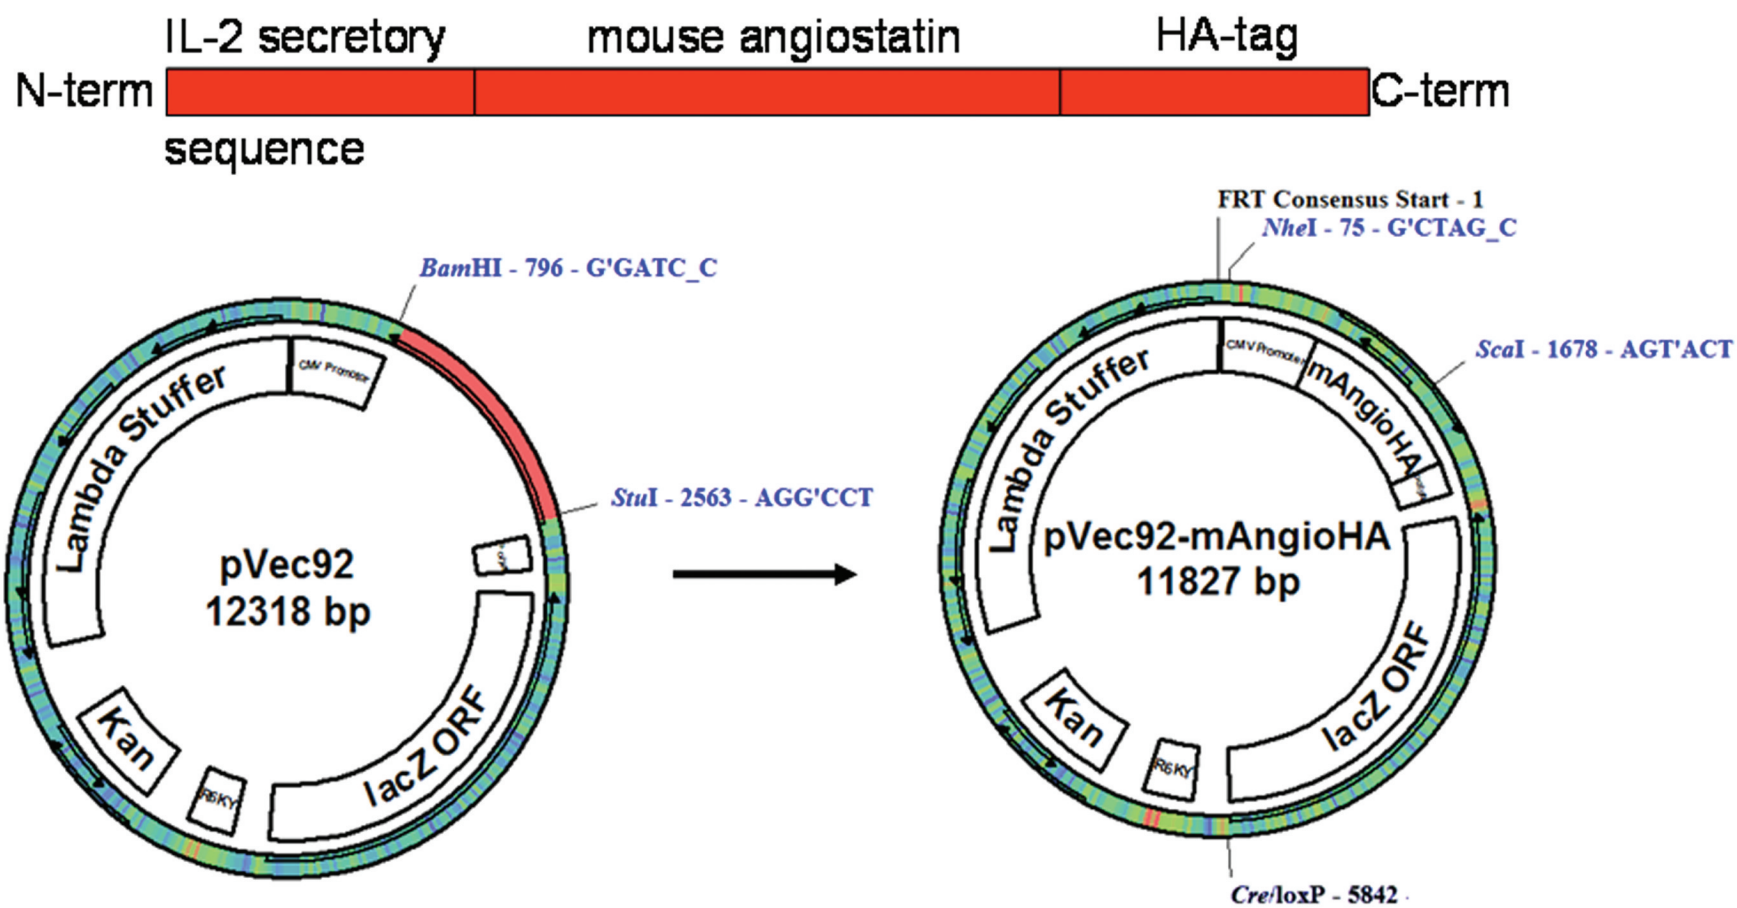 IL-2 secretory mouse angiostatin HA-tag
N-term C-term
sequence
FRT Consensus Start - 1
NheI - 75 - G'CTAG_C
BamHI - 796 - G'GATC_C
ScaI - 1678 - AGT'ACT
StuI - 2563 - AGG'CCT
Lambda Stuffer
CMV Promoter
pVec92
12318 bp
Kan
R6KY
lacZ ORF
Lambda Stuffer
CMV Promoter
mAngioHA
pVec92-mAngioHA
11827 bp
Kan
R6KY
lacZ ORF
Cre/loxP - 5842